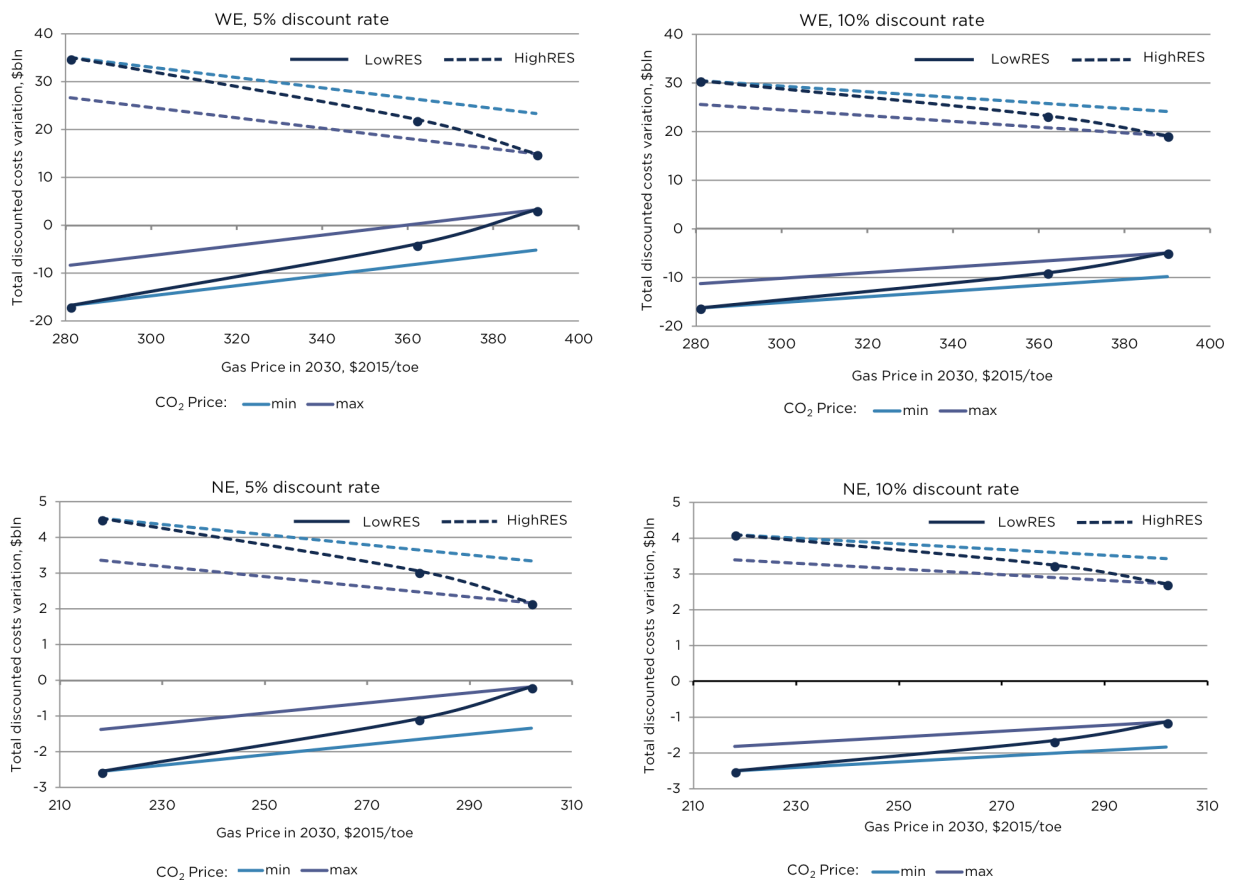 WE, 5% discount rate
Total discounted costs variation, $bln
40
30
20
10
0
-10
-20
LowRES
HighRES
280 300 320 340 360 380 400
Gas Price in 2030, $2015/toe
CO₂ Price: min max
WE, 10% discount rate
Total discounted costs variation, $bln
40
30
20
10
0
-10
-20
LowRES
HighRES
280 300 320 340 360 380 400
Gas Price in 2030, $2015/toe
CO₂ Price: min max
NE, 5% discount rate
Total discounted costs variation, $bln
5
4
3
2
1
0
-1
-2
-3
LowRES
HighRES
210 230 250 270 290 310
Gas Price in 2030, $2015/toe
CO₂ Price: min max
NE, 10% discount rate
Total discounted costs variation, $bln
5
4
3
2
1
0
-1
-2
-3
LowRES
HighRES
210 230 250 270 290 310
Gas Price in 2030, $2015/toe
CO₂ Price: min max